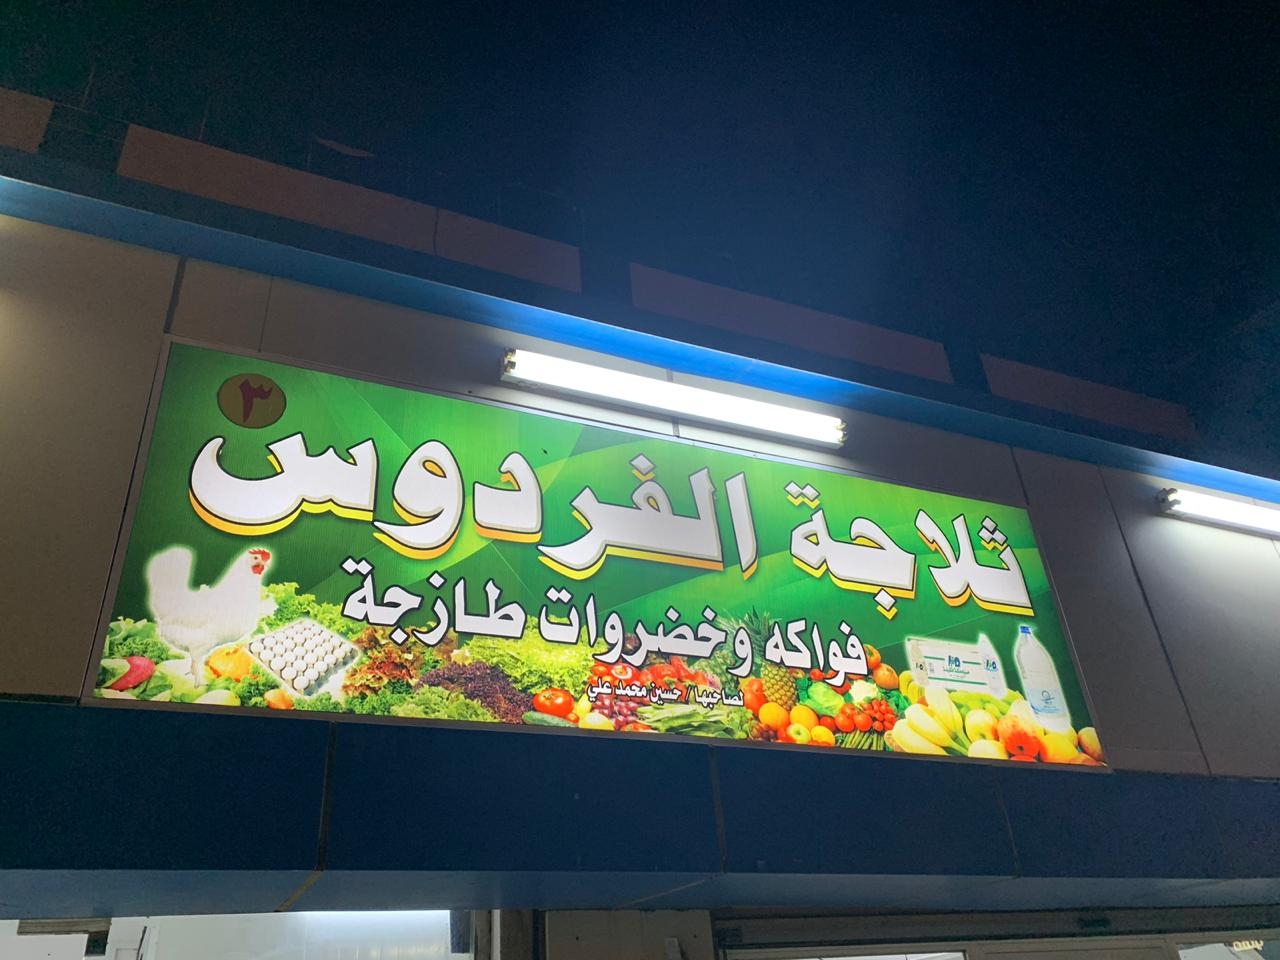 ٣
ثلاجة الفردوس
فواكه وخضروات طازجة
لصاحبها / حسين محمد علي